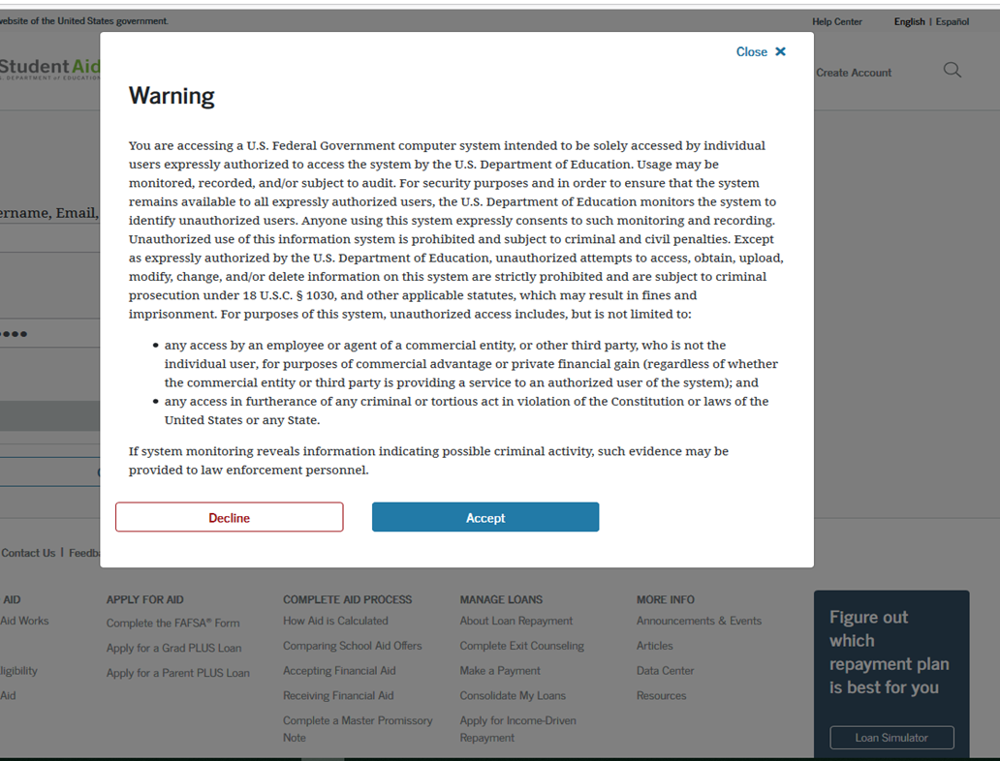 website of the United States government.
Help Center
English | Español
StudentAid
DEPARTMENT of EDUCATION
Create Account
Close ✕
Warning
You are accessing a U.S. Federal Government computer system intended to be solely accessed by individual
users expressly authorized to access the system by the U.S. Department of Education. Usage may be
monitored, recorded, and/or subject to audit. For security purposes and in order to ensure that the system
remains available to all expressly authorized users, the U.S. Department of Education monitors the system to
identify unauthorized users. Anyone using this system expressly consents to such monitoring and recording.
Unauthorized use of this information system is prohibited and subject to criminal and civil penalties. Except
as expressly authorized by the U.S. Department of Education, unauthorized attempts to access, obtain, upload,
modify, change, and/or delete information on this system are strictly prohibited and are subject to criminal
prosecution under 18 U.S.C. § 1030, and other applicable statutes, which may result in fines and
imprisonment. For purposes of this system, unauthorized access includes, but is not limited to:
• any access by an employee or agent of a commercial entity, or other third party, who is not the
individual user, for purposes of commercial advantage or private financial gain (regardless of whether
the commercial entity or third party is providing a service to an authorized user of the system); and
• any access in furtherance of any criminal or tortious act in violation of the Constitution or laws of the
United States or any State.
If system monitoring reveals information indicating possible criminal activity, such evidence may be
provided to law enforcement personnel.
Decline
Accept
ername, Email,
Contact Us | Feedba
AID
Aid Works
ligibility
Aid
APPLY FOR AID
Complete the FAFSA® Form
Apply for a Grad PLUS Loan
Apply for a Parent PLUS Loan
COMPLETE AID PROCESS
How Aid is Calculated
Comparing School Aid Offers
Accepting Financial Aid
Receiving Financial Aid
Complete a Master Promissory
Note
MANAGE LOANS
About Loan Repayment
Complete Exit Counseling
Make a Payment
Consolidate My Loans
Apply for Income-Driven
Repayment
MORE INFO
Announcements & Events
Articles
Data Center
Resources
Figure out
which
repayment plan
is best for you
Loan Simulator